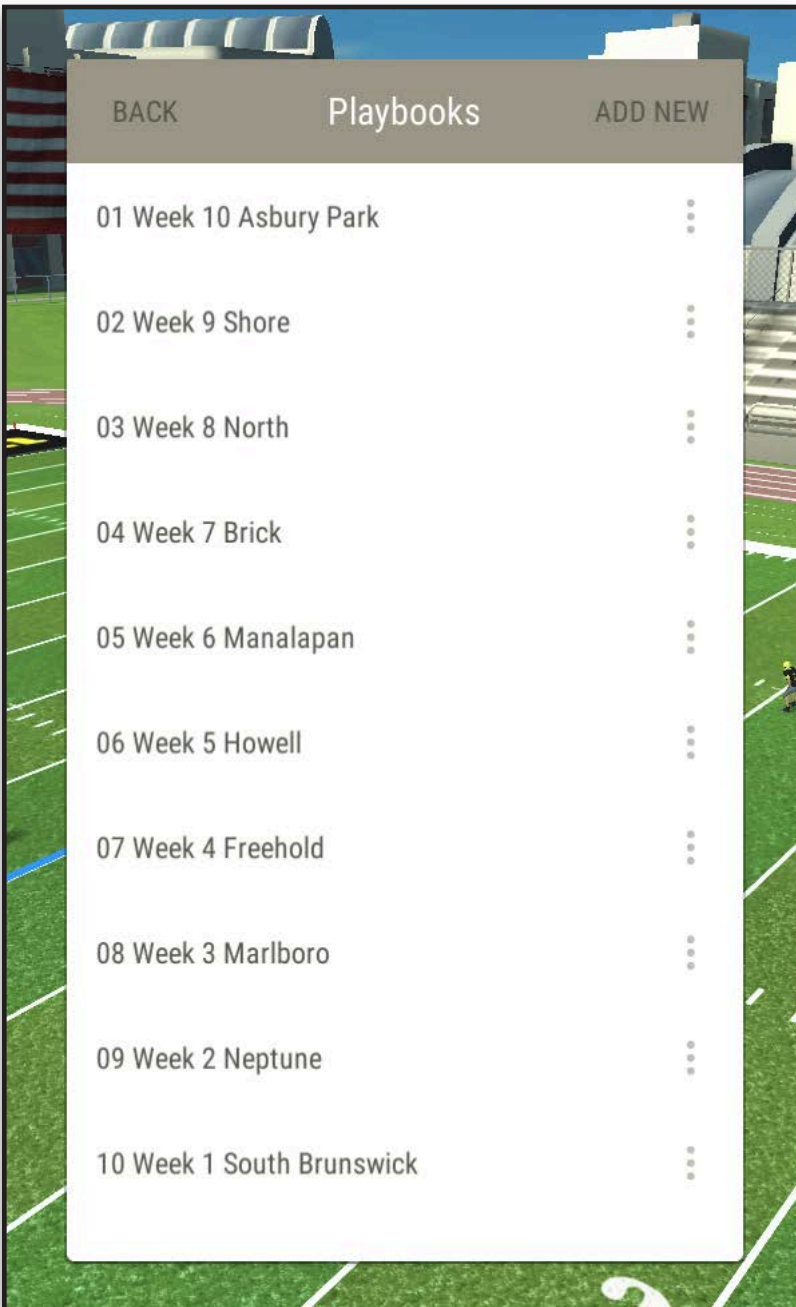 BACK Playbooks ADD NEW
01 Week 10 Asbury Park
02 Week 9 Shore
03 Week 8 North
04 Week 7 Brick
05 Week 6 Manalapan
06 Week 5 Howell
07 Week 4 Freehold
08 Week 3 Marlboro
09 Week 2 Neptune
10 Week 1 South Brunswick